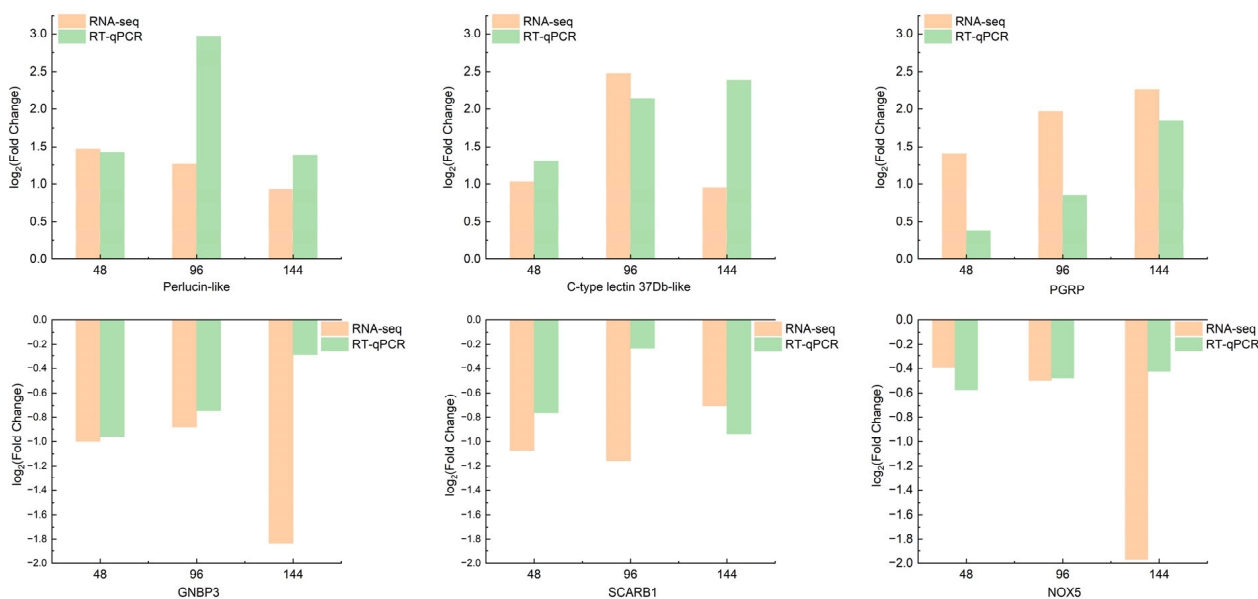 RNA-seq
RT-qPCR
log₂(Fold Change)
3.0
2.5
2.0
1.5
1.0
0.5
0.0
48 96 144
Perlucin-like
RNA-seq
RT-qPCR
log₂(Fold Change)
3.0
2.5
2.0
1.5
1.0
0.5
0.0
48 96 144
C-type lectin 37Db-like
RNA-seq
RT-qPCR
log₂(Fold Change)
3.0
2.5
2.0
1.5
1.0
0.5
0.0
48 96 144
PGRP
RNA-seq
RT-qPCR
log₂(Fold Change)
0.0
−0.2
−0.4
−0.6
−0.8
−1.0
−1.2
−1.4
−1.6
−1.8
−2.0
48 96 144
GNBP3
RNA-seq
RT-qPCR
log₂(Fold Change)
0.0
−0.2
−0.4
−0.6
−0.8
−1.0
−1.2
−1.4
−1.6
−1.8
−2.0
48 96 144
SCARB1
RNA-seq
RT-qPCR
log₂(Fold Change)
0.0
−0.2
−0.4
−0.6
−0.8
−1.0
−1.2
−1.4
−1.6
−1.8
−2.0
48 96 144
NOX5